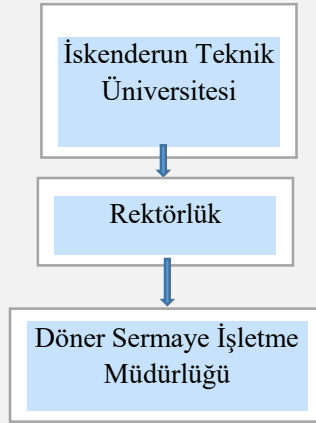 İskenderun Teknik
Üniversitesi
Rektörlük
Döner Sermaye İşletme
Müdürlüğü